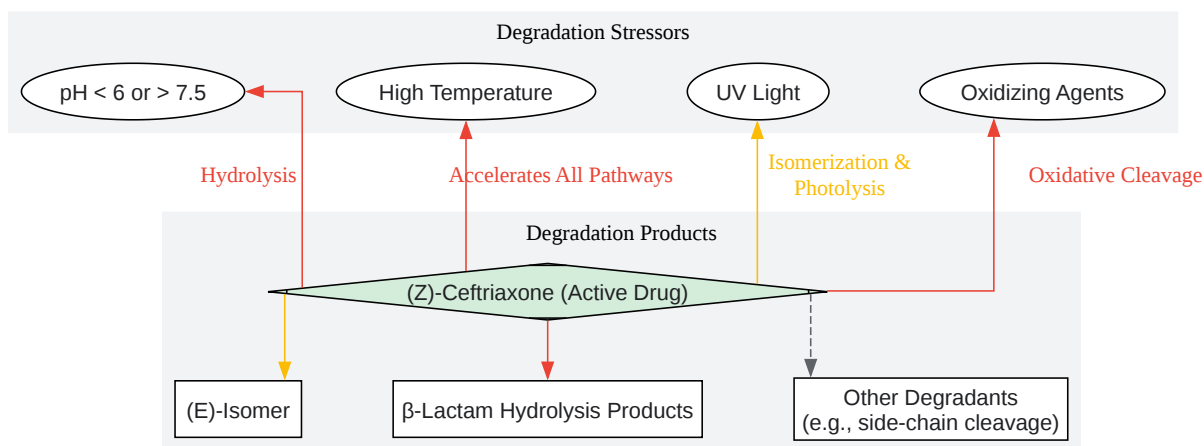 Degradation Stressors
pH < 6 or > 7.5
High Temperature
UV Light
Oxidizing Agents
Hydrolysis
Accelerates All Pathways
Isomerization &
Photolysis
Oxidative Cleavage
Degradation Products
(Z)-Ceftriaxone (Active Drug)
(E)-Isomer
β-Lactam Hydrolysis Products
Other Degradants
(e.g., side-chain cleavage)